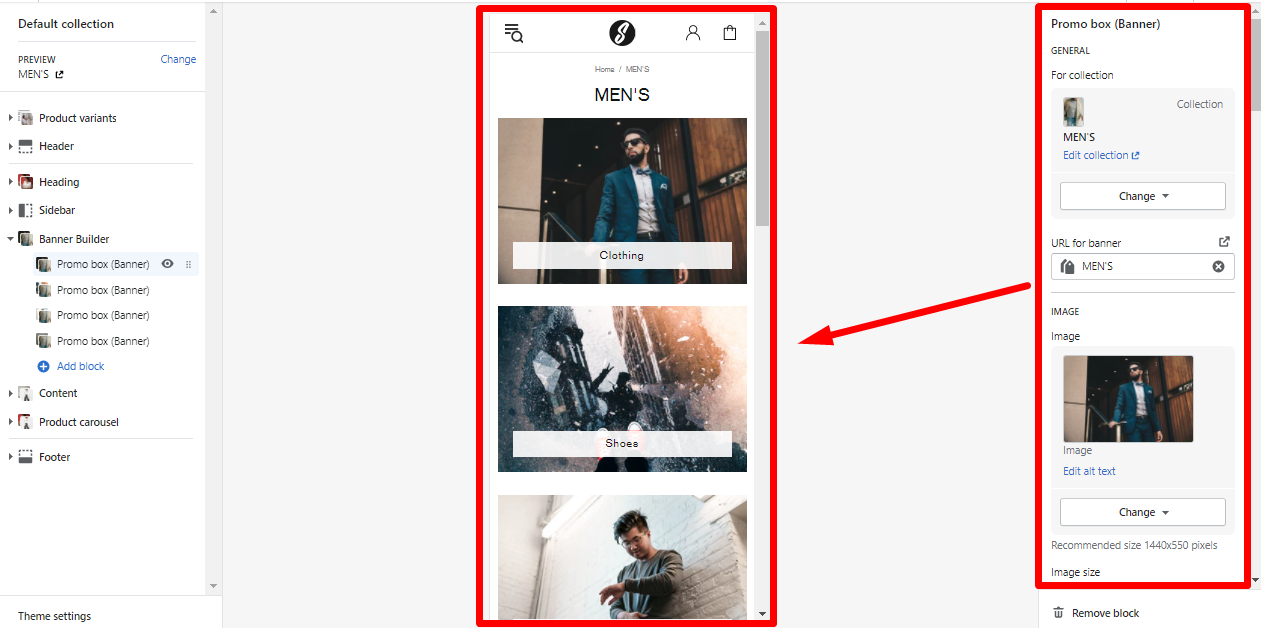 Default collection
PREVIEW
Change
MEN'S
Product variants
Header
Heading
Sidebar
Banner Builder
Promo box (Banner)
Promo box (Banner)
Promo box (Banner)
Promo box (Banner)
Add block
Content
Product carousel
Footer
Theme settings
Home / MEN'S
MEN'S
Clothing
Shoes
Promo box (Banner)
GENERAL
For collection
Collection
MEN'S
Edit collection
Change
URL for banner
MEN'S
IMAGE
Image
Image
Edit alt text
Change
Recommended size 1440x550 pixels
Image size
Remove block